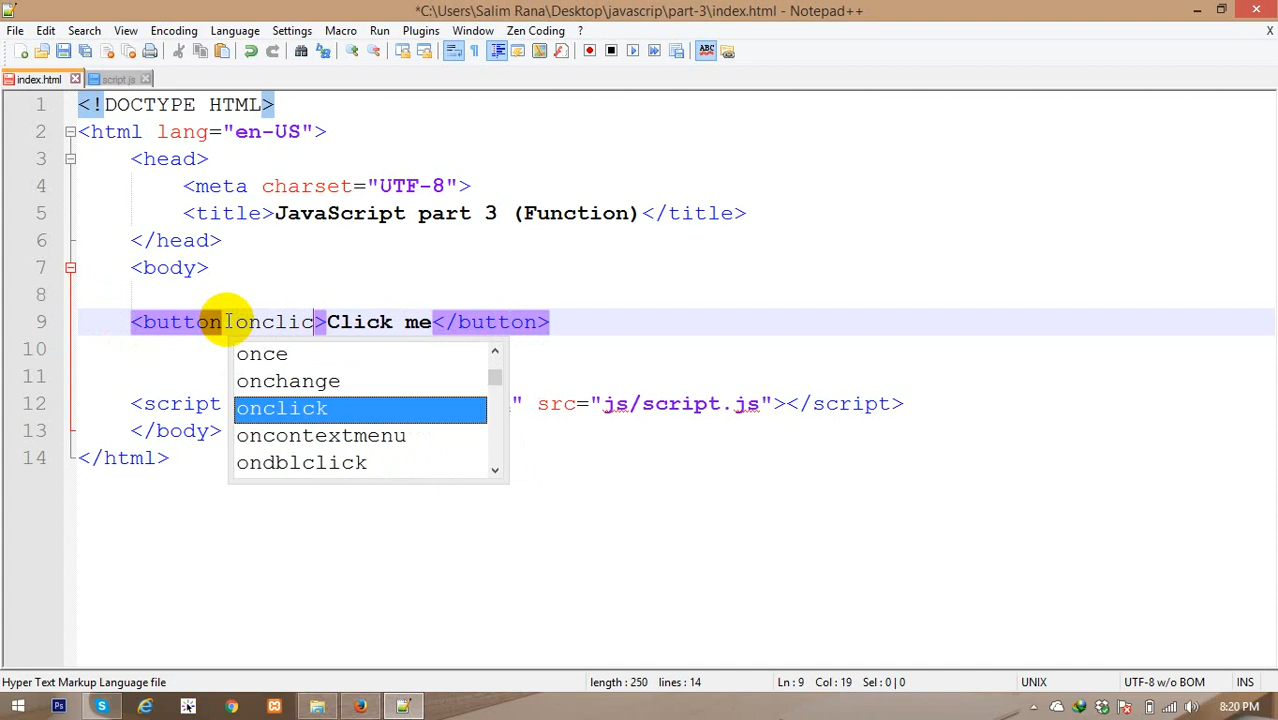 *C:\Users\Salim Rana\Desktop\javascrip\part-3\index.html - Notepad++
File Edit Search View Encoding Language Settings Macro Run Plugins Window Zen Coding ? X
index.html script.js
1 <!DOCTYPE HTML>
2 <html lang="en-US">
3 <head>
4 <meta charset="UTF-8">
5 <title>JavaScript part 3 (Function)</title>
6 </head>
7 <body>
8
9 <button onclic>Click me</button>
10 once
onchange
11
onclick
12 <script " src="js/script.js"></script>
oncontextmenu
13 </body>
ondblclick
14 </html>
Hyper Text Markup Language file length : 250 lines : 14 Ln : 9 Col : 19 Sel : 0 | 0 UNIX UTF-8 w/o BOM INS
8:20 PM